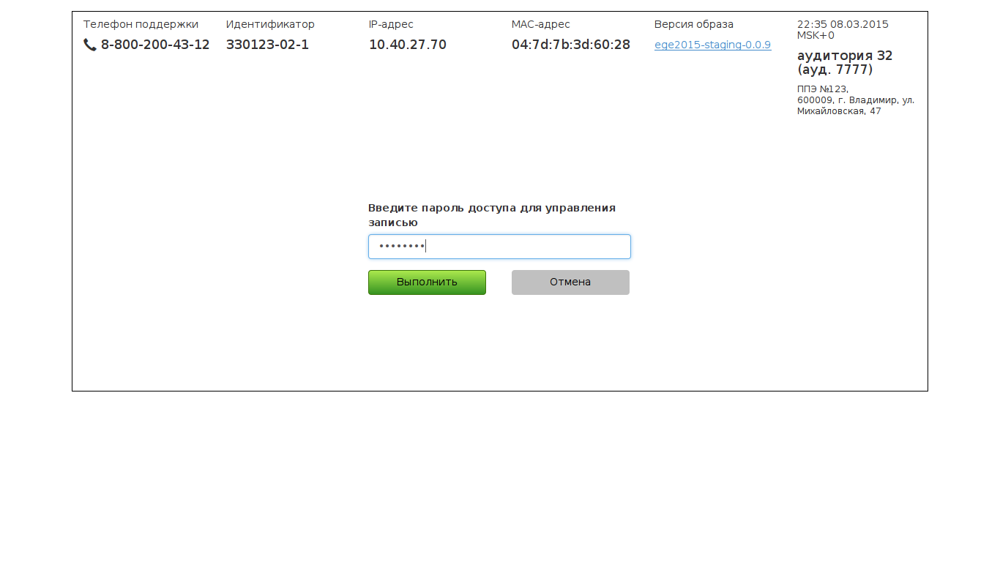 Телефон поддержки
8-800-200-43-12
Идентификатор
330123-02-1
IP-адрес
10.40.27.70
MAC-адрес
04:7d:7b:3d:60:28
Версия образа
ege2015-staging-0.0.9
22:35 08.03.2015
MSK+0
аудитория 32
(ауд. 7777)
ППЭ №123,
600009, г. Владимир, ул.
Михайловская, 47
Введите пароль доступа для управления
записью
••••••••
Выполнить
Отмена